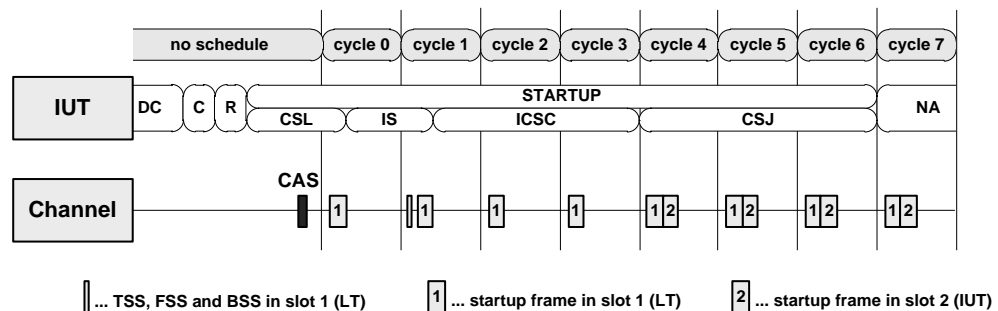 no schedule cycle 0 cycle 1 cycle 2 cycle 3 cycle 4 cycle 5 cycle 6 cycle 7
IUT DC C R STARTUP NA
CSL IS ICSC CSJ
CAS
Channel 1 1 1 1 1 2 1 2 1 2 1 2
... TSS, FSS and BSS in slot 1 (LT) 1 ... startup frame in slot 1 (LT) 2 ... startup frame in slot 2 (IUT)